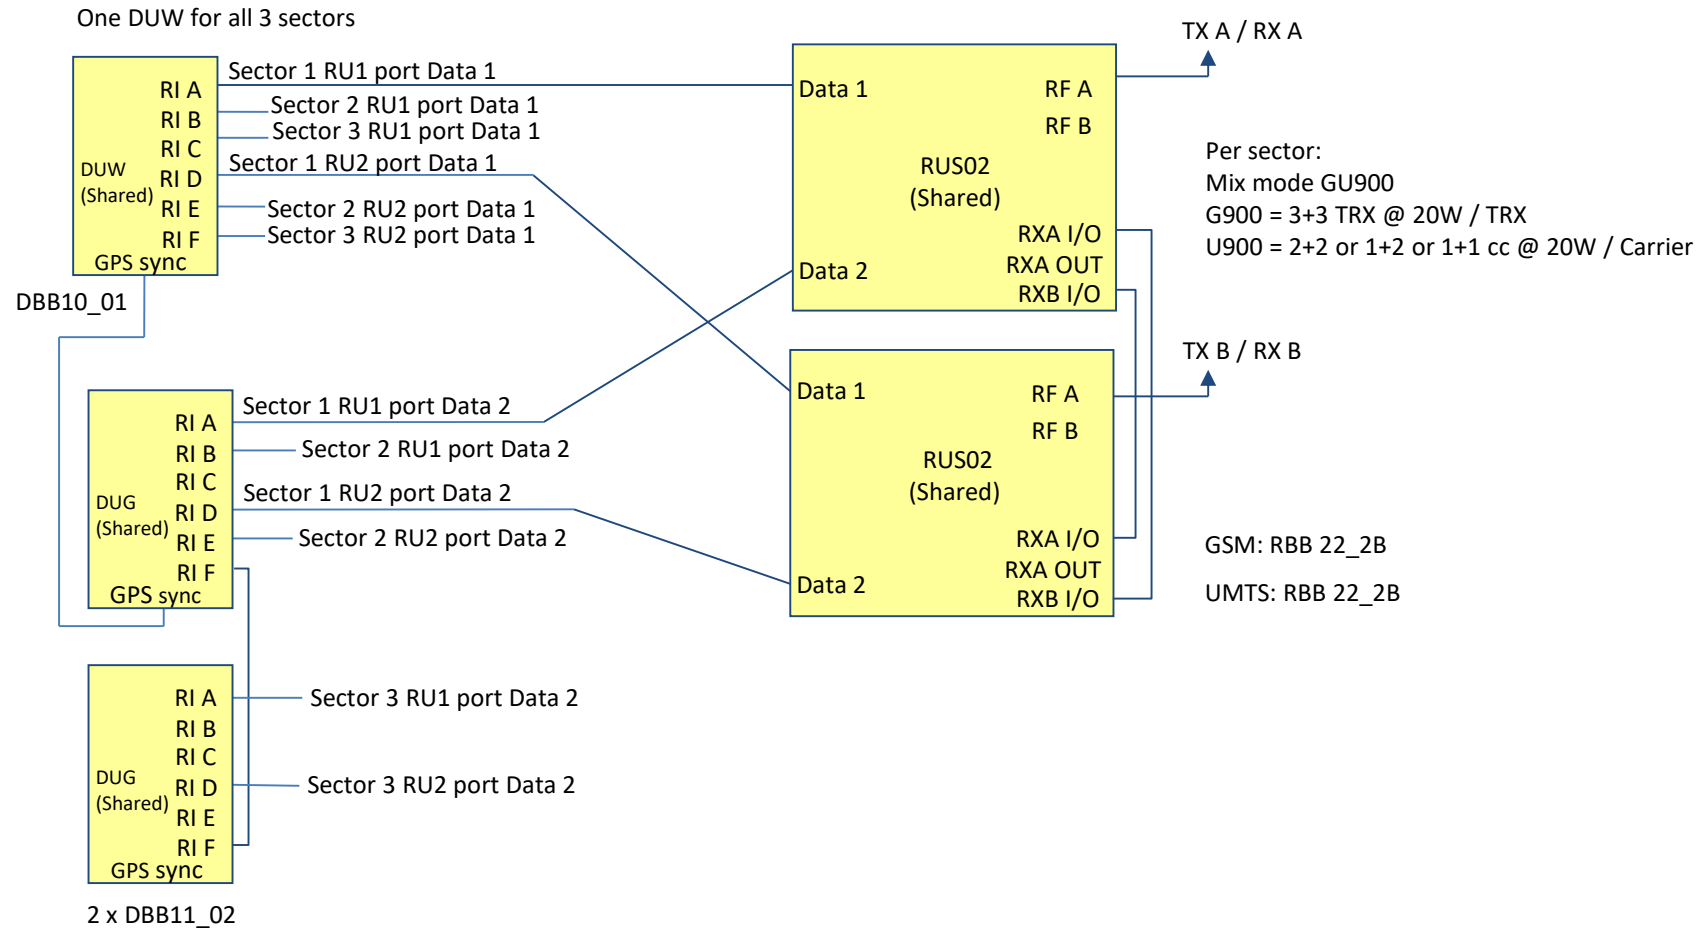 One DUW for all 3 sectors
RI A
RI B
RI C
RI D
RI E
RI F
DUW
(Shared)
GPS sync
DBB10_01
Sector 1 RU1 port Data 1
Sector 2 RU1 port Data 1
Sector 3 RU1 port Data 1
Sector 1 RU2 port Data 1
Sector 2 RU2 port Data 1
Sector 3 RU2 port Data 1
RI A
RI B
RI C
RI D
RI E
RI F
DUG
(Shared)
GPS sync
Sector 1 RU1 port Data 2
Sector 2 RU1 port Data 2
Sector 1 RU2 port Data 2
Sector 2 RU2 port Data 2
RI A
RI B
RI C
RI D
RI E
RI F
DUG
(Shared)
GPS sync
2 x DBB11_02
Sector 3 RU1 port Data 2
Sector 3 RU2 port Data 2
Data 1
RF A
RF B
RUS02
(Shared)
RXA I/O
RXA OUT
RXB I/O
Data 2
TX A / RX A
Data 1
RF A
RF B
RUS02
(Shared)
RXA I/O
RXA OUT
RXB I/O
Data 2
TX B / RX B
Per sector:
Mix mode GU900
G900 = 3+3 TRX @ 20W / TRX
U900 = 2+2 or 1+2 or 1+1 cc @ 20W / Carrier
GSM: RBB 22_2B
UMTS: RBB 22_2B